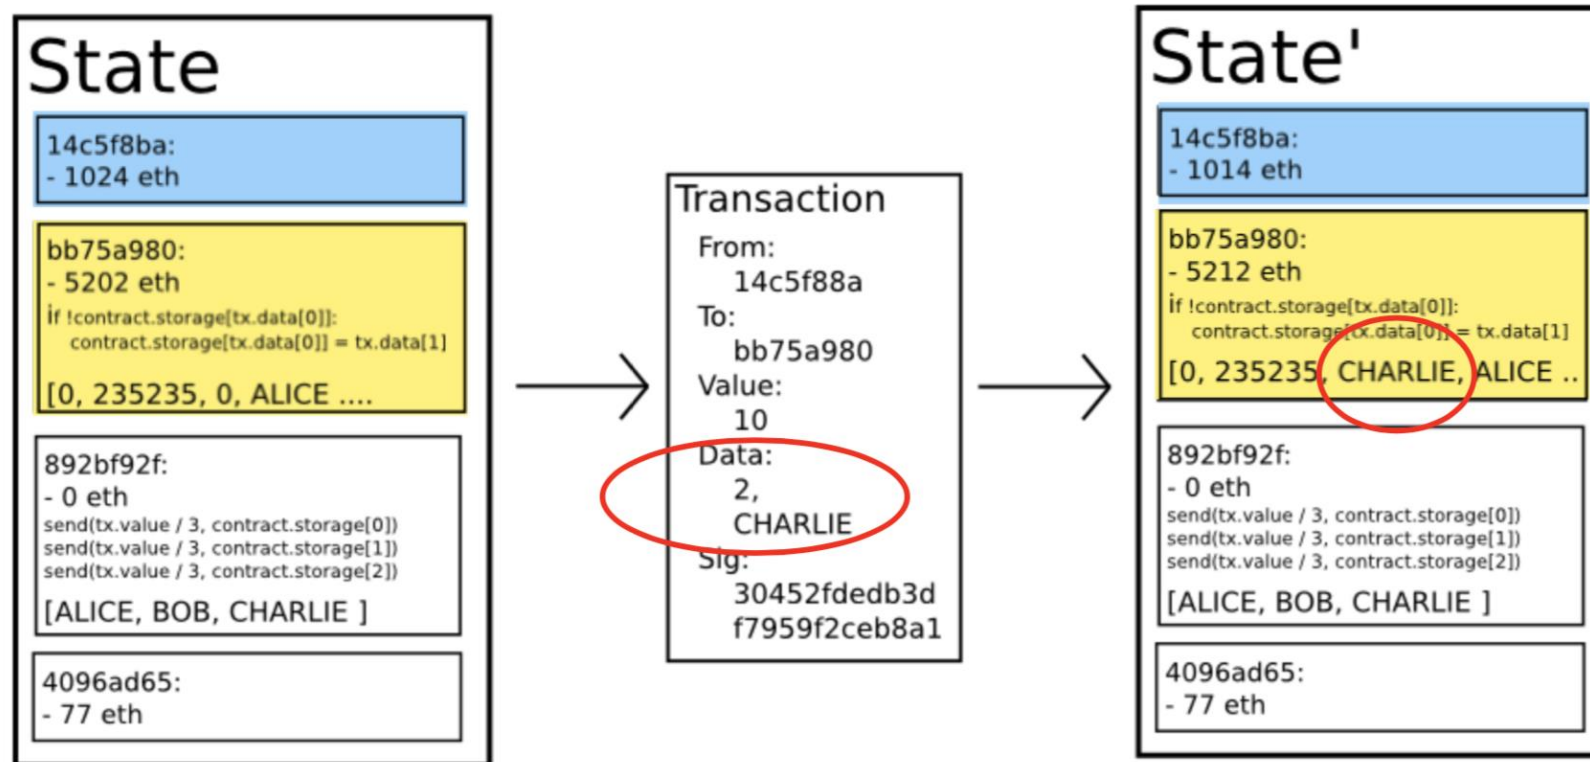 State
14c5f8ba:
- 1024 eth
bb75a980:
- 5202 eth
if !contract.storage[tx.data[0]]:
contract.storage[tx.data[0]] = tx.data[1]
[0, 235235, 0, ALICE ....
892bf92f:
- 0 eth
send(tx.value / 3, contract.storage[0])
send(tx.value / 3, contract.storage[1])
send(tx.value / 3, contract.storage[2])
[ALICE, BOB, CHARLIE ]
4096ad65:
- 77 eth
Transaction
From:
14c5f88a
To:
bb75a980
Value:
10
Data:
2,
CHARLIE
Sig:
30452fdedb3d
f7959f2ceb8a1
State'
14c5f8ba:
- 1014 eth
bb75a980:
- 5212 eth
if !contract.storage[tx.data[0]]:
contract.storage[tx.data[0]] = tx.data[1]
[0, 235235, CHARLIE, ALICE ..
892bf92f:
- 0 eth
send(tx.value / 3, contract.storage[0])
send(tx.value / 3, contract.storage[1])
send(tx.value / 3, contract.storage[2])
[ALICE, BOB, CHARLIE ]
4096ad65:
- 77 eth